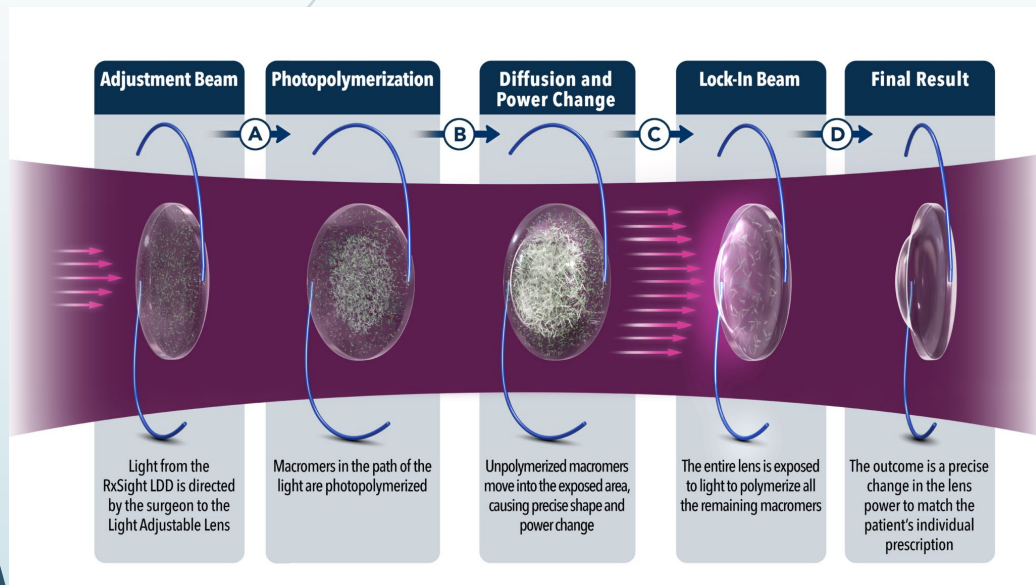 Adjustment Beam
Photopolymerization
Diffusion and
Power Change
Lock-In Beam
Final Result
A
B
C
D
Light from the
RxSight LDD is directed
by the surgeon to the
Light Adjustable Lens
Macromers in the path of the
light are photopolymerized
Unpolymerized macromers
move into the exposed area,
causing precise shape and
power change
The entire lens is exposed
to light to polymerize all
the remaining macromers
The outcome is a precise
change in the lens
power to match the
patient's individual
prescription